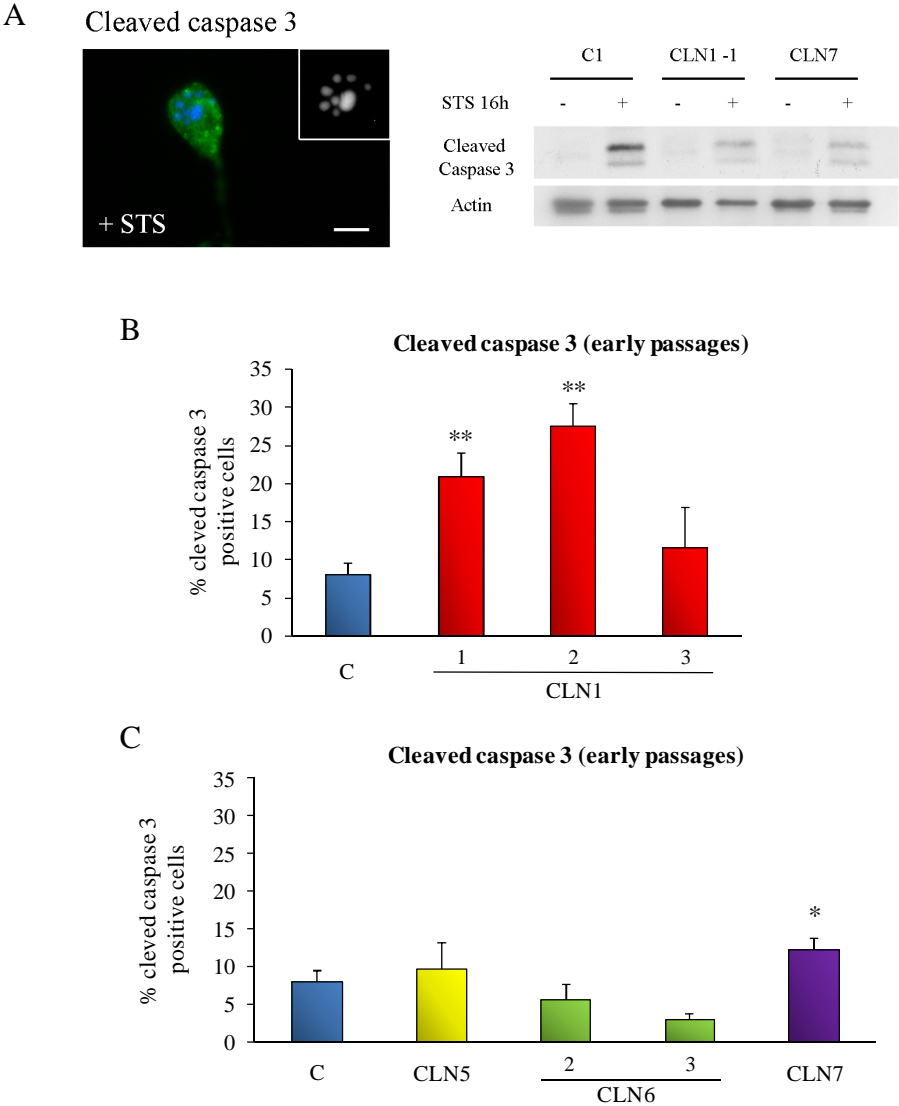 A
Cleaved caspase 3
+ STS
C1 CLN1 -1 CLN7
STS 16h - + - + - +
Cleaved
Caspase 3
Actin
B
Cleaved caspase 3 (early passages)
% cleved caspase 3
positive cells
35
30
25
20
15
10
5
0
**
**
C
1 2 3
CLN1
C
Cleaved caspase 3 (early passages)
% cleved caspase 3
positive cells
35
30
25
20
15
10
5
0
*
C CLN5 2 3 CLN7
CLN6